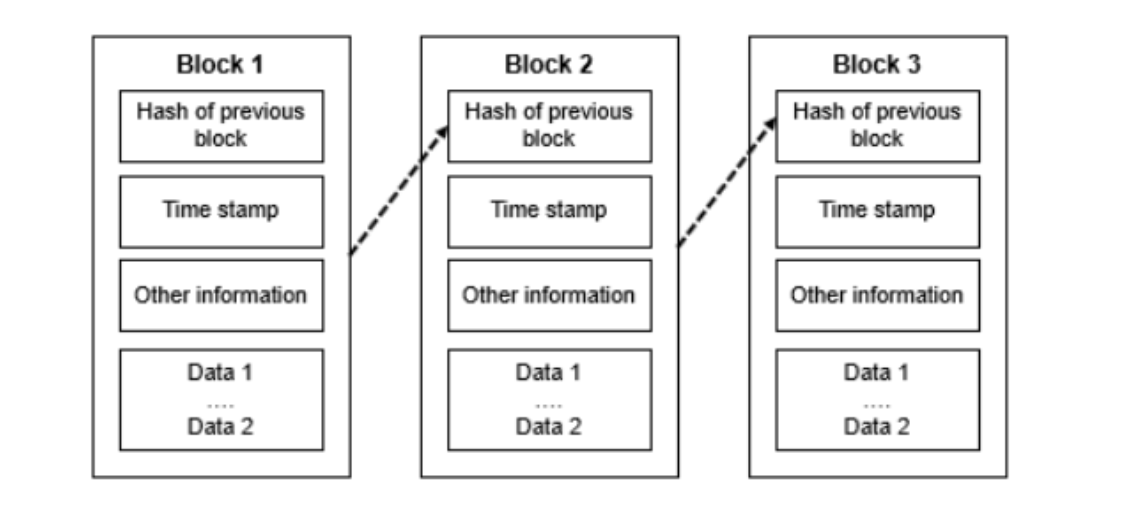 Block 1
Hash of previous
block
Time stamp
Other information
Data 1
....
Data 2
Block 2
Hash of previous
block
Time stamp
Other information
Data 1
....
Data 2
Block 3
Hash of previous
block
Time stamp
Other information
Data 1
....
Data 2